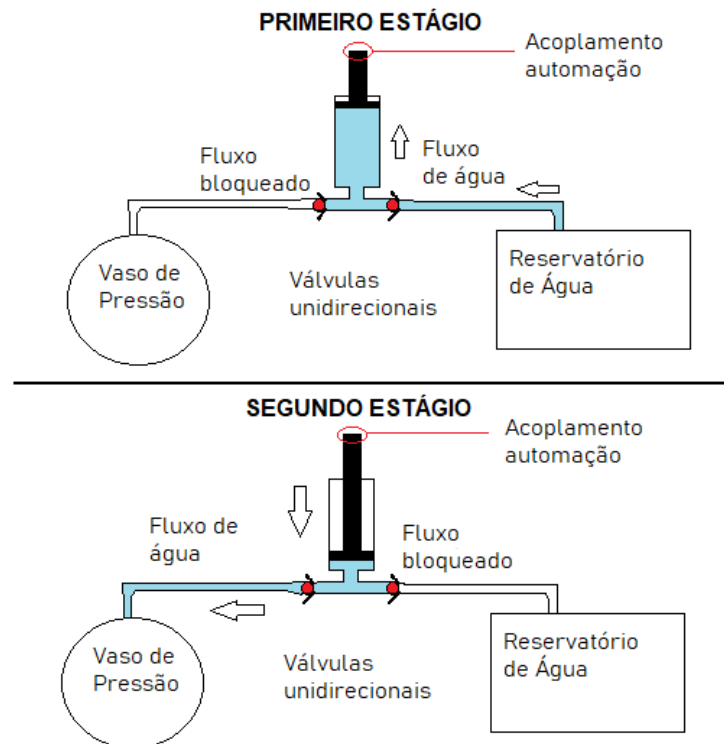 PRIMEIRO ESTÁGIO
Acoplamento
automação
Fluxo
bloqueado
Fluxo
de água
Vaso de
Pressão
Válvulas
unidirecionais
Reservatório
de Água
SEGUNDO ESTÁGIO
Acoplamento
automação
Fluxo de
água
Fluxo
bloqueado
Vaso de
Pressão
Válvulas
unidirecionais
Reservatório
de Água